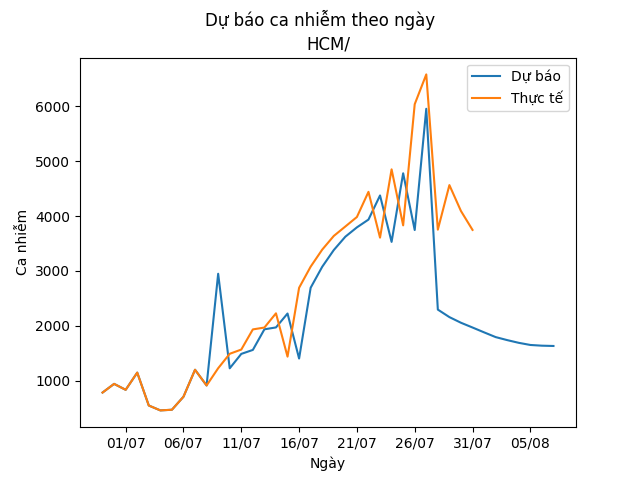 Dự báo ca nhiễm theo ngày
HCM/
Dự báo
Thực tế
6000
5000
4000
3000
2000
1000
Ca nhiễm
01/07 06/07 11/07 16/07 21/07 26/07 31/07 05/08
Ngày